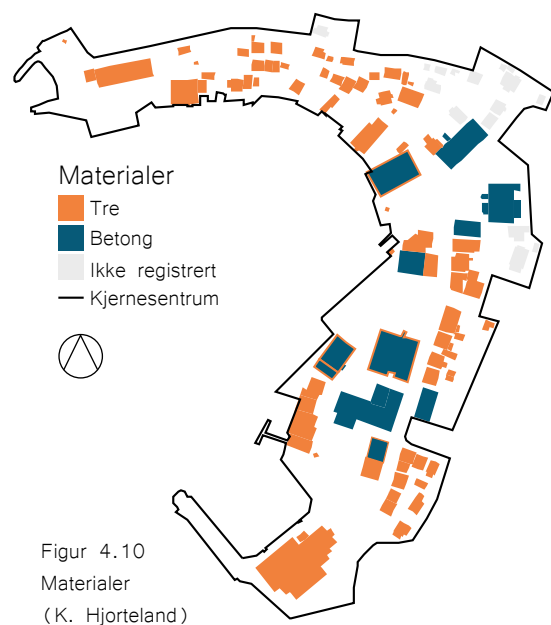 Materialer
Tre
Betong
Ikke registrert
Kjernesentrum
Figur 4.10
Materialer
(K. Hjorteland)